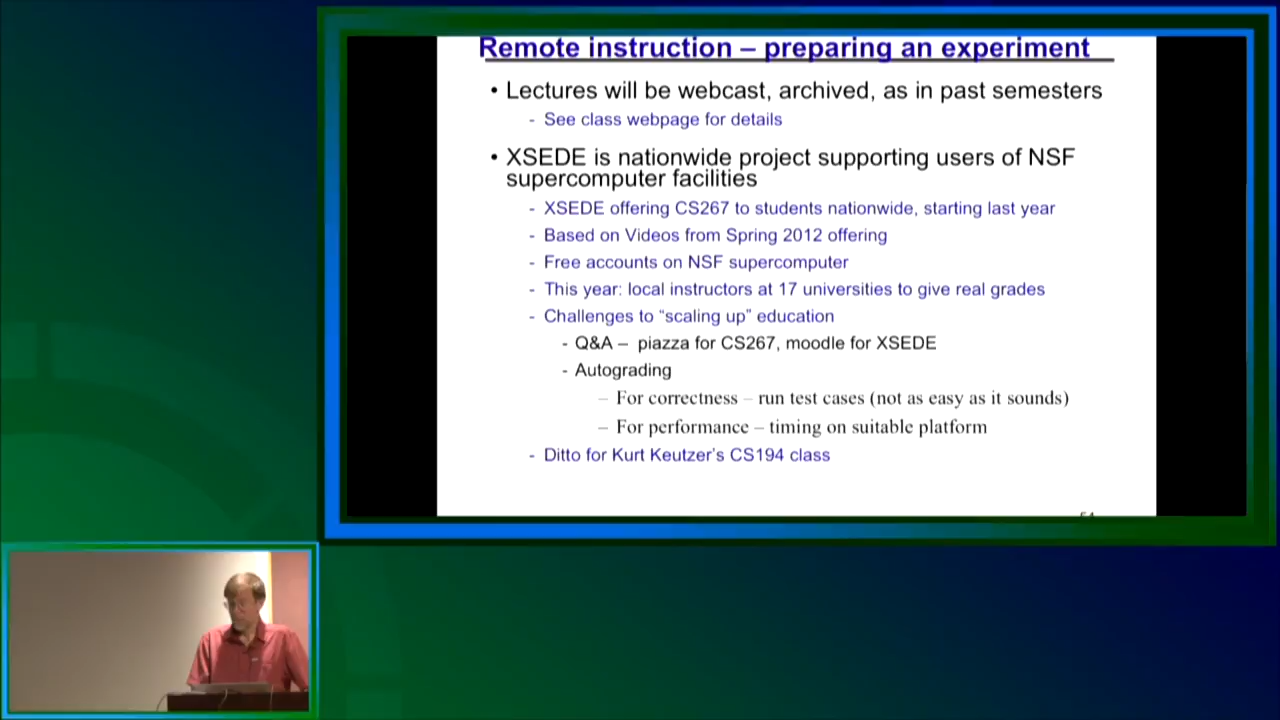 Remote instruction – preparing an experiment
• Lectures will be webcast, archived, as in past semesters
- See class webpage for details
• XSEDE is nationwide project supporting users of NSF
supercomputer facilities
- XSEDE offering CS267 to students nationwide, starting last year
- Based on Videos from Spring 2012 offering
- Free accounts on NSF supercomputer
- This year: local instructors at 17 universities to give real grades
- Challenges to “scaling up” education
- Q&A – piazza for CS267, moodle for XSEDE
- Autograding
– For correctness – run test cases (not as easy as it sounds)
– For performance – timing on suitable platform
- Ditto for Kurt Keutzer’s CS194 class